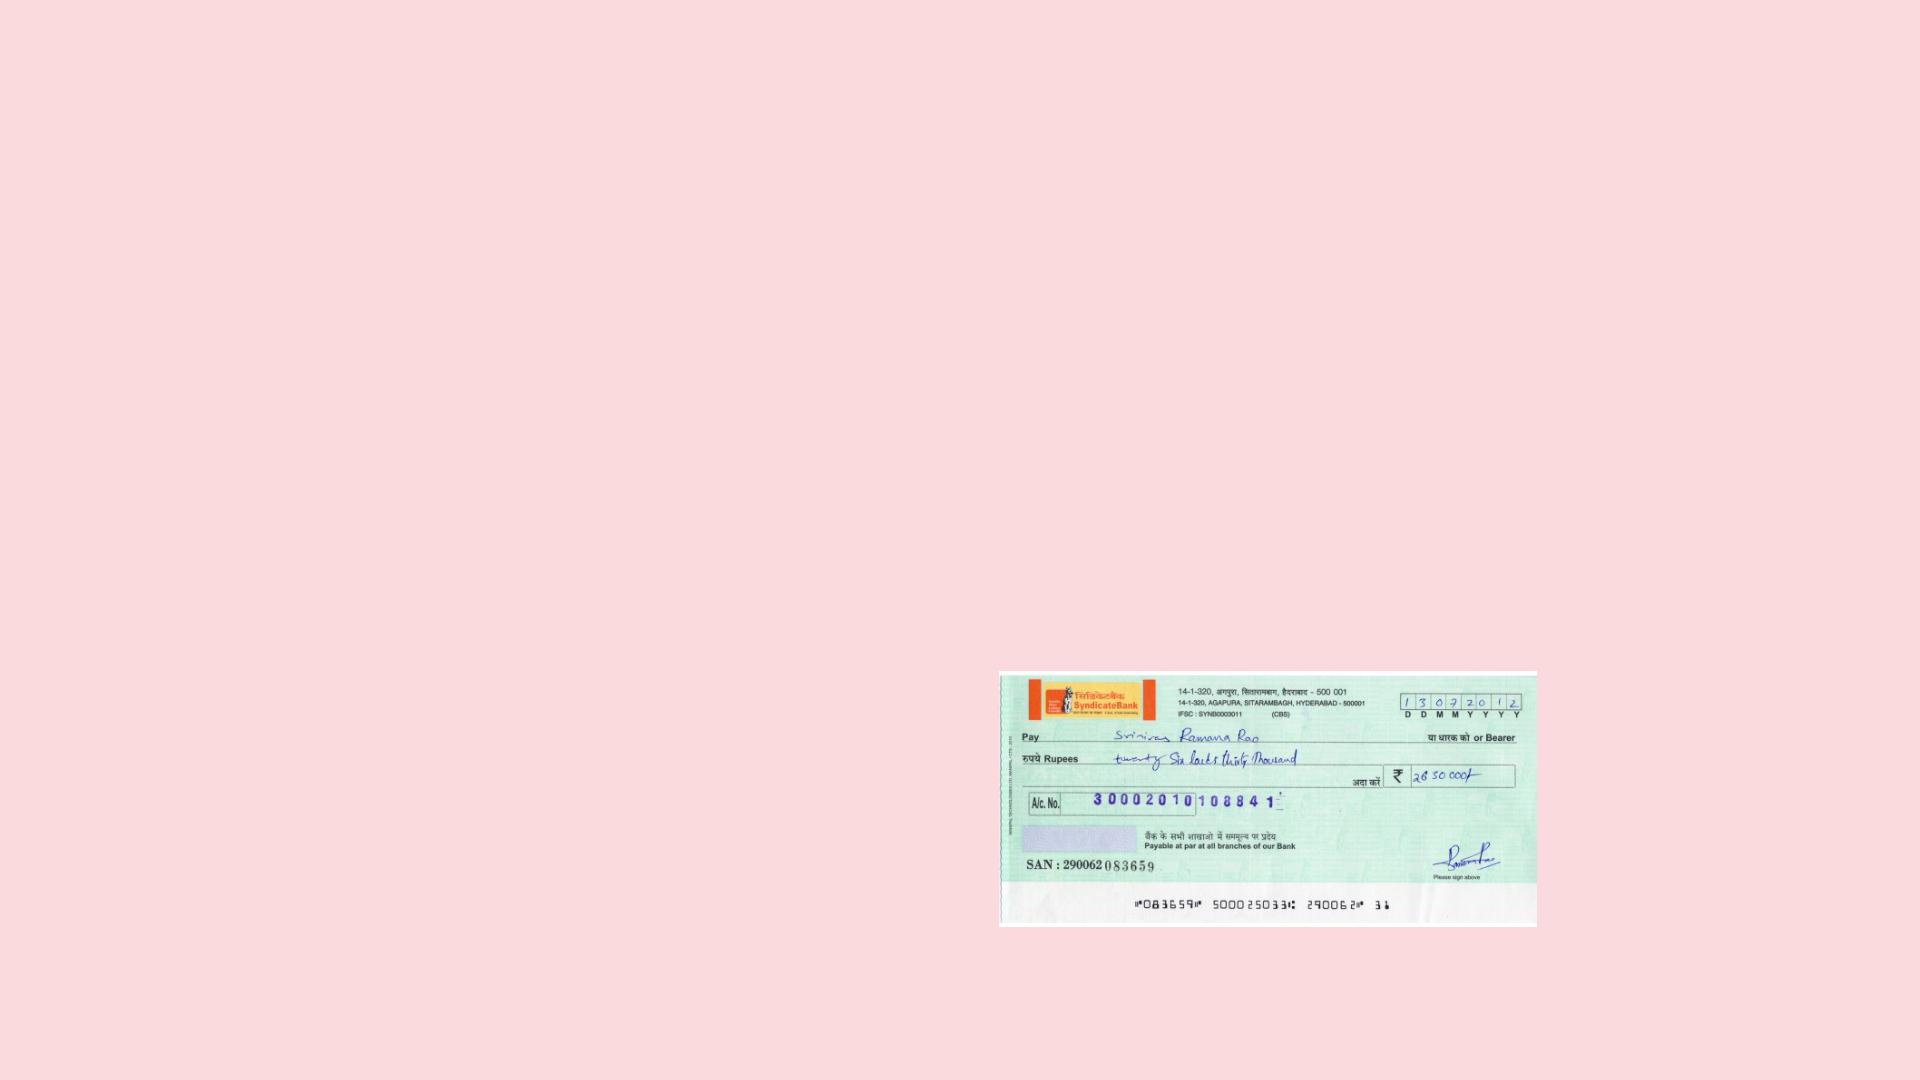 सिंडिकेटबैंक
SyndicateBank
14-1-320, अगपुरा, सितारामबाग, हैदराबाद - 500 001
14-1-320, AGAPURA, SITARAMBAGH, HYDERABAD - 500001
IFSC : SYNB0003011 (CBS)
1 3 0 7 2 0 1 2
D D M M Y Y Y Y
Pay Srinivas Ramana Rao या धारक को or Bearer
रुपये Rupees twenty Six lacks thirty Thousand
अदा करें ₹ 26 30 000/-
A/c. No. 30002010108841
बैंक के सभी शाखाओं में सममूल्य पर प्रदेय
Payable at par at all branches of our Bank
SAN : 290062 083659
Please sign above
⑈083659⑈ 500025033⑆ 290062⑈ 31